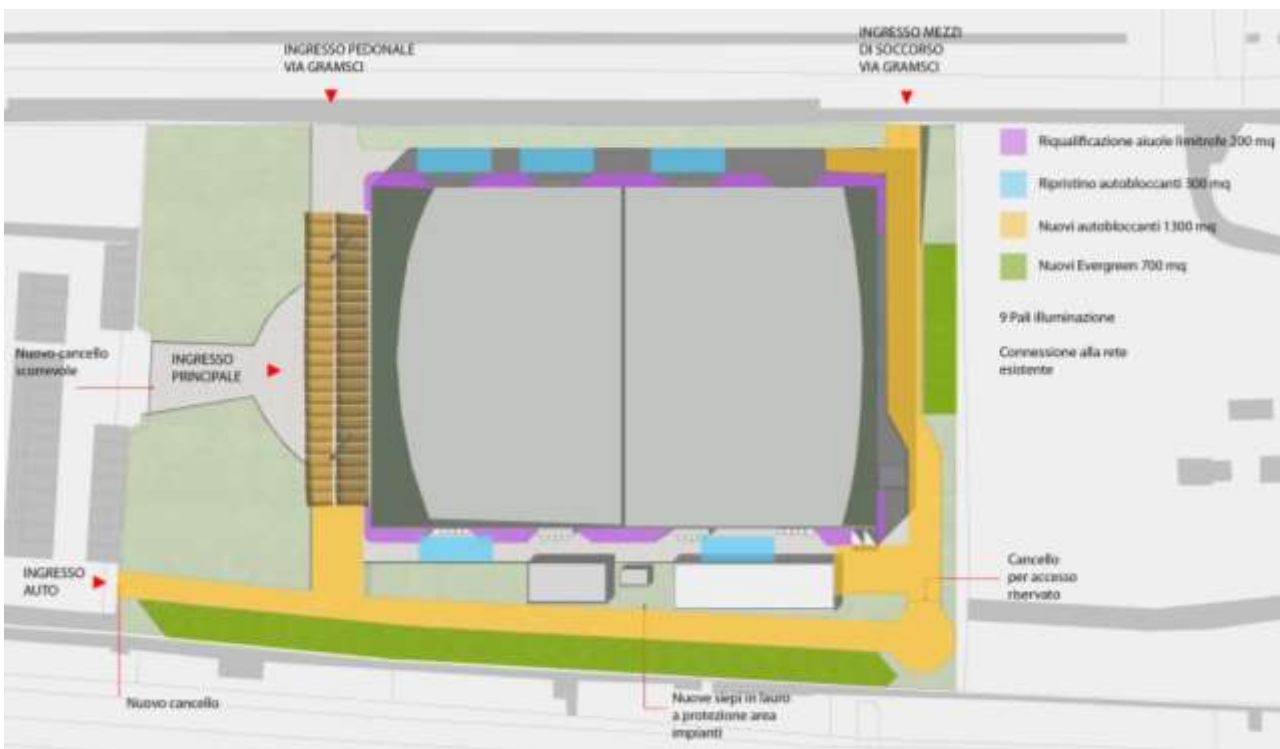 INGRESSO PEDONALE
VIA GRAMSCI
INGRESSO MEZZI
DI SOCCORSO
VIA GRAMSCI
Riqualificazione aiuole limitrofe 200 mq
Ripristino autobloccanti 300 mq
Nuovi autobloccanti 1300 mq
Nuovi Evergreen 700 mq
9 Pali illuminazione
Connessione alla rete
esistente
Nuovo cancello
scorrevole
INGRESSO
PRINCIPALE
INGRESSO
AUTO
Cancello
per accesso
riservato
Nuovo cancello
Nuove siepi in lauro
a protezione area
impianti